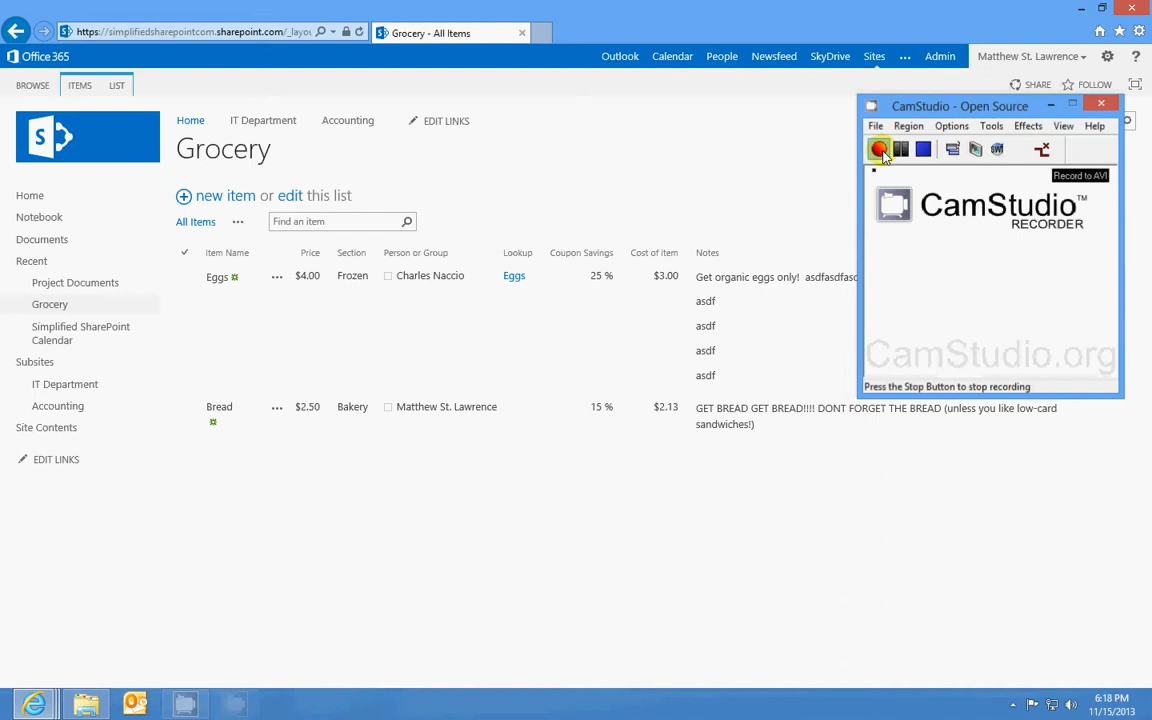 https://simplifiedsharepointcom.sharepoint.com/_layou
Grocery - All Items
Office 365
Outlook Calendar People Newsfeed SkyDrive Sites ... Admin Matthew St. Lawrence ?
BROWSE ITEMS LIST
SHARE FOLLOW
CamStudio - Open Source
File Region Options Tools Effects View Help
Record to AVI
CamStudio™
RECORDER
CamStudio.org
Press the Stop Button to stop recording
S
Home IT Department Accounting EDIT LINKS
Grocery
new item or edit this list
All Items ... Find an item
Home
Notebook
Documents
Recent
Project Documents
Grocery
Simplified SharePoint
Calendar
Subsites
IT Department
Accounting
Site Contents
EDIT LINKS
Item Name Price Section Person or Group Lookup Coupon Savings Cost of item Notes
Eggs ... $4.00 Frozen Charles Naccio Eggs 25 % $3.00 Get organic eggs only! asdfasdfasd
asdf
asdf
asdf
asdf
Bread ... $2.50 Bakery Matthew St. Lawrence 15 % $2.13 GET BREAD GET BREAD!!!! DONT FORGET THE BREAD (unless you like low-card
sandwiches!)
6:18 PM
11/15/2013